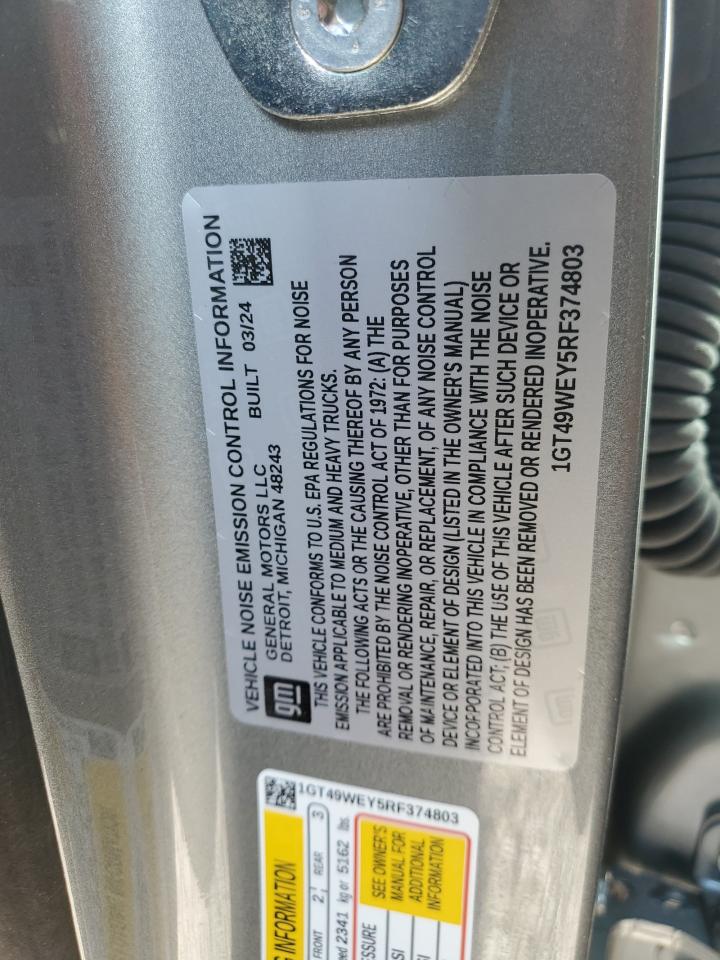 VEHICLE NOISE EMISSION CONTROL INFORMATION
gm
GENERAL MOTORS LLC
DETROIT, MICHIGAN 48243
BUILT 03/24
THIS VEHICLE CONFORMS TO U.S. EPA REGULATIONS FOR NOISE
EMISSION APPLICABLE TO MEDIUM AND HEAVY TRUCKS.
THE FOLLOWING ACTS OR THE CAUSING THEREOF BY ANY PERSON
ARE PROHIBITED BY THE NOISE CONTROL ACT OF 1972: (A) THE
REMOVAL OR RENDERING INOPERATIVE, OTHER THAN FOR PURPOSES
OF MAINTENANCE, REPAIR, OR REPLACEMENT, OF ANY NOISE CONTROL
DEVICE OR ELEMENT OF DESIGN (LISTED IN THE OWNER'S MANUAL)
INCOFPORATED INTO THIS VEHICLE IN COMPLIANCE WITH THE NOISE
CONTROL ACT; (B) THE USE OF THIS VEHICLE AFTER SUCH DEVICE OR
ELEMENT OF DESIGN HAS BEEN REMOVED OR RENDERED INOPERATIVE.
1GT49WEY5RF374803
1GT49WEY5RF374803
INFORMATION
FRONT 2 REAR 3
2341 kg or 5162 lbs.
SEE OWNER'S
MANUAL FOR
ADDITIONAL
INFORMATION